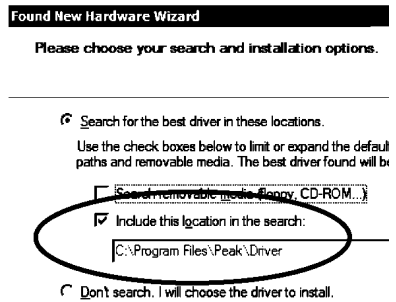 Found New Hardware Wizard
Please choose your search and installation options.
Search for the best driver in these locations.
Use the check boxes below to limit or expand the defaul
paths and removable media. The best driver found will be
Search removable media (floppy, CD-ROM...)
Include this location in the search:
C:\Program Files\Peak\Driver
Don't search. I will choose the driver to install.